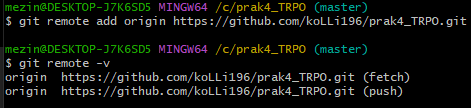 mezin@DESKTOP-J7K6SD5 MINGW64 /c/prak4_TRPO (master)
$ git remote add origin https://github.com/koLLi196/prak4_TRPO.git
mezin@DESKTOP-J7K6SD5 MINGW64 /c/prak4_TRPO (master)
$ git remote -v
origin  https://github.com/koLLi196/prak4_TRPO.git (fetch)
origin  https://github.com/koLLi196/prak4_TRPO.git (push)